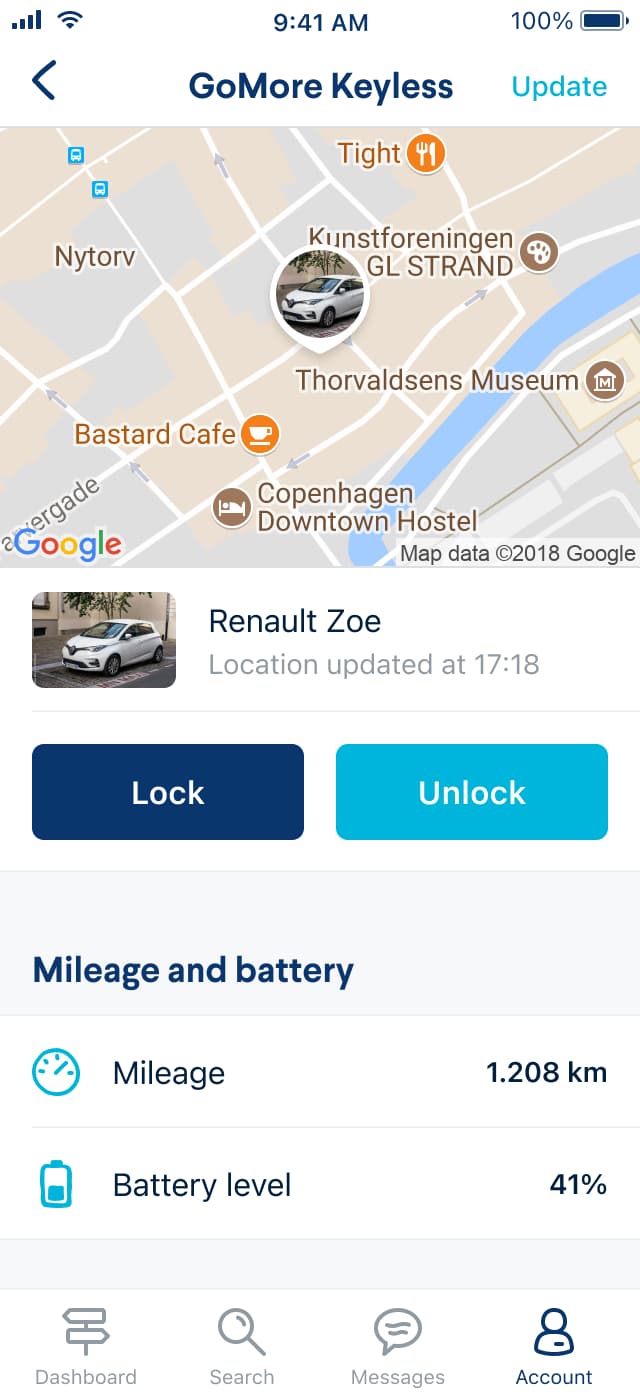 9:41 AM
100%
GoMore Keyless
Update
Tight
Nytorv
Kunstforeningen
GL STRAND
Thorvaldsens Museum
Bastard Cafe
Copenhagen
Downtown Hostel
Google
Map data ©2018 Google
Renault Zoe
Location updated at 17:18
Lock
Unlock
Mileage and battery
Mileage
1.208 km
Battery level
41%
Dashboard
Search
Messages
Account